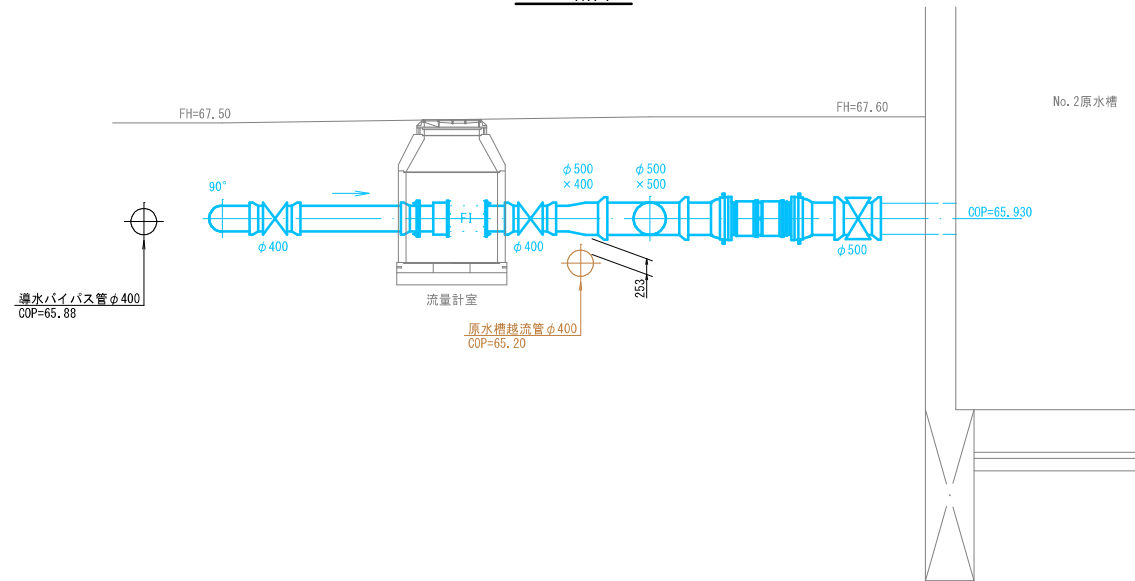 FH=67.50
FH=67.60
No.2原水槽
φ500
×400
φ500
×500
90°
COP=65.930
FI
φ400
φ400
φ500
253
導水バイパス管φ400
COP=65.88
流量計室
原水槽越流管φ400
COP=65.20